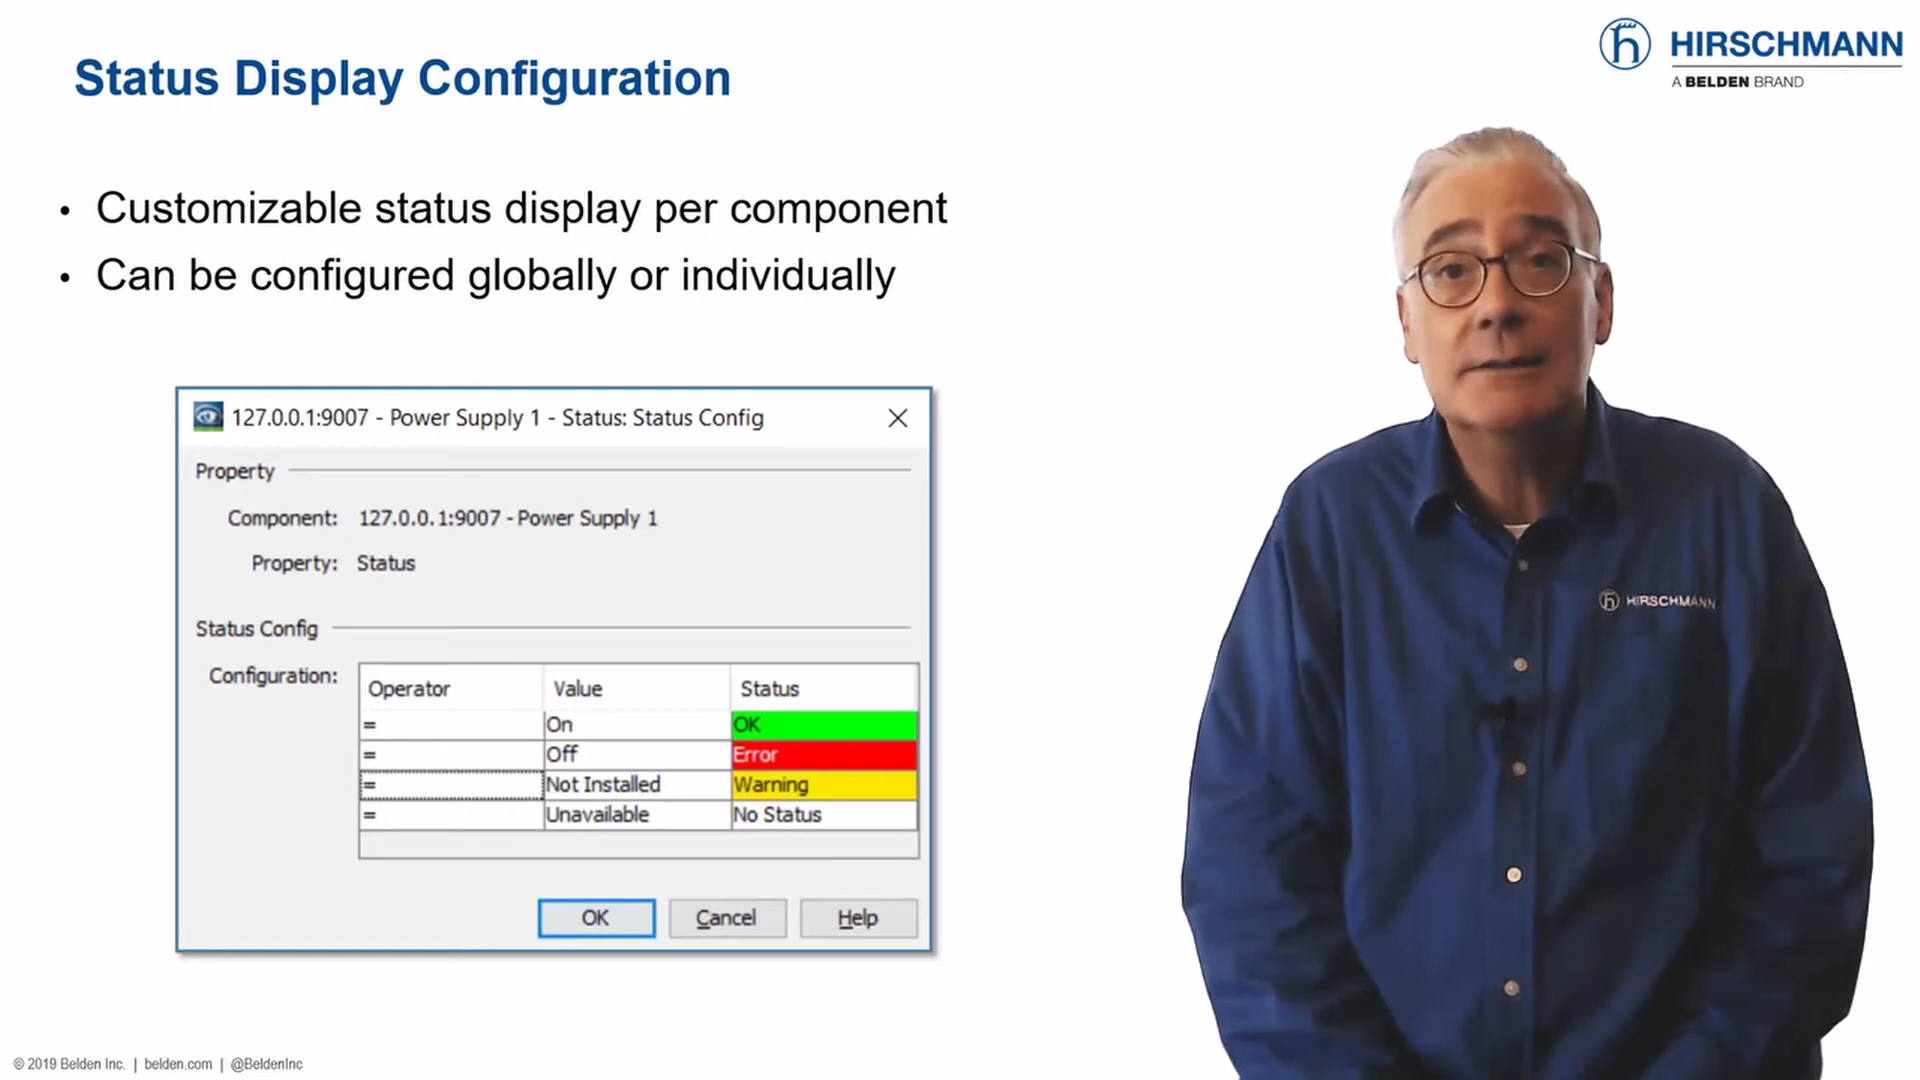 HIRSCHMANN
A BELDEN BRAND
Status Display Configuration
• Customizable status display per component
• Can be configured globally or individually
127.0.0.1:9007 - Power Supply 1 - Status: Status Config
Property
Component: 127.0.0.1:9007 - Power Supply 1
Property: Status
Status Config
Configuration:
Operator Value Status
= On OK
= Off Error
= Not Installed Warning
= Unavailable No Status
OK Cancel Help
HIRSCHMANN
© 2019 Belden Inc. | belden.com | @BeldenInc